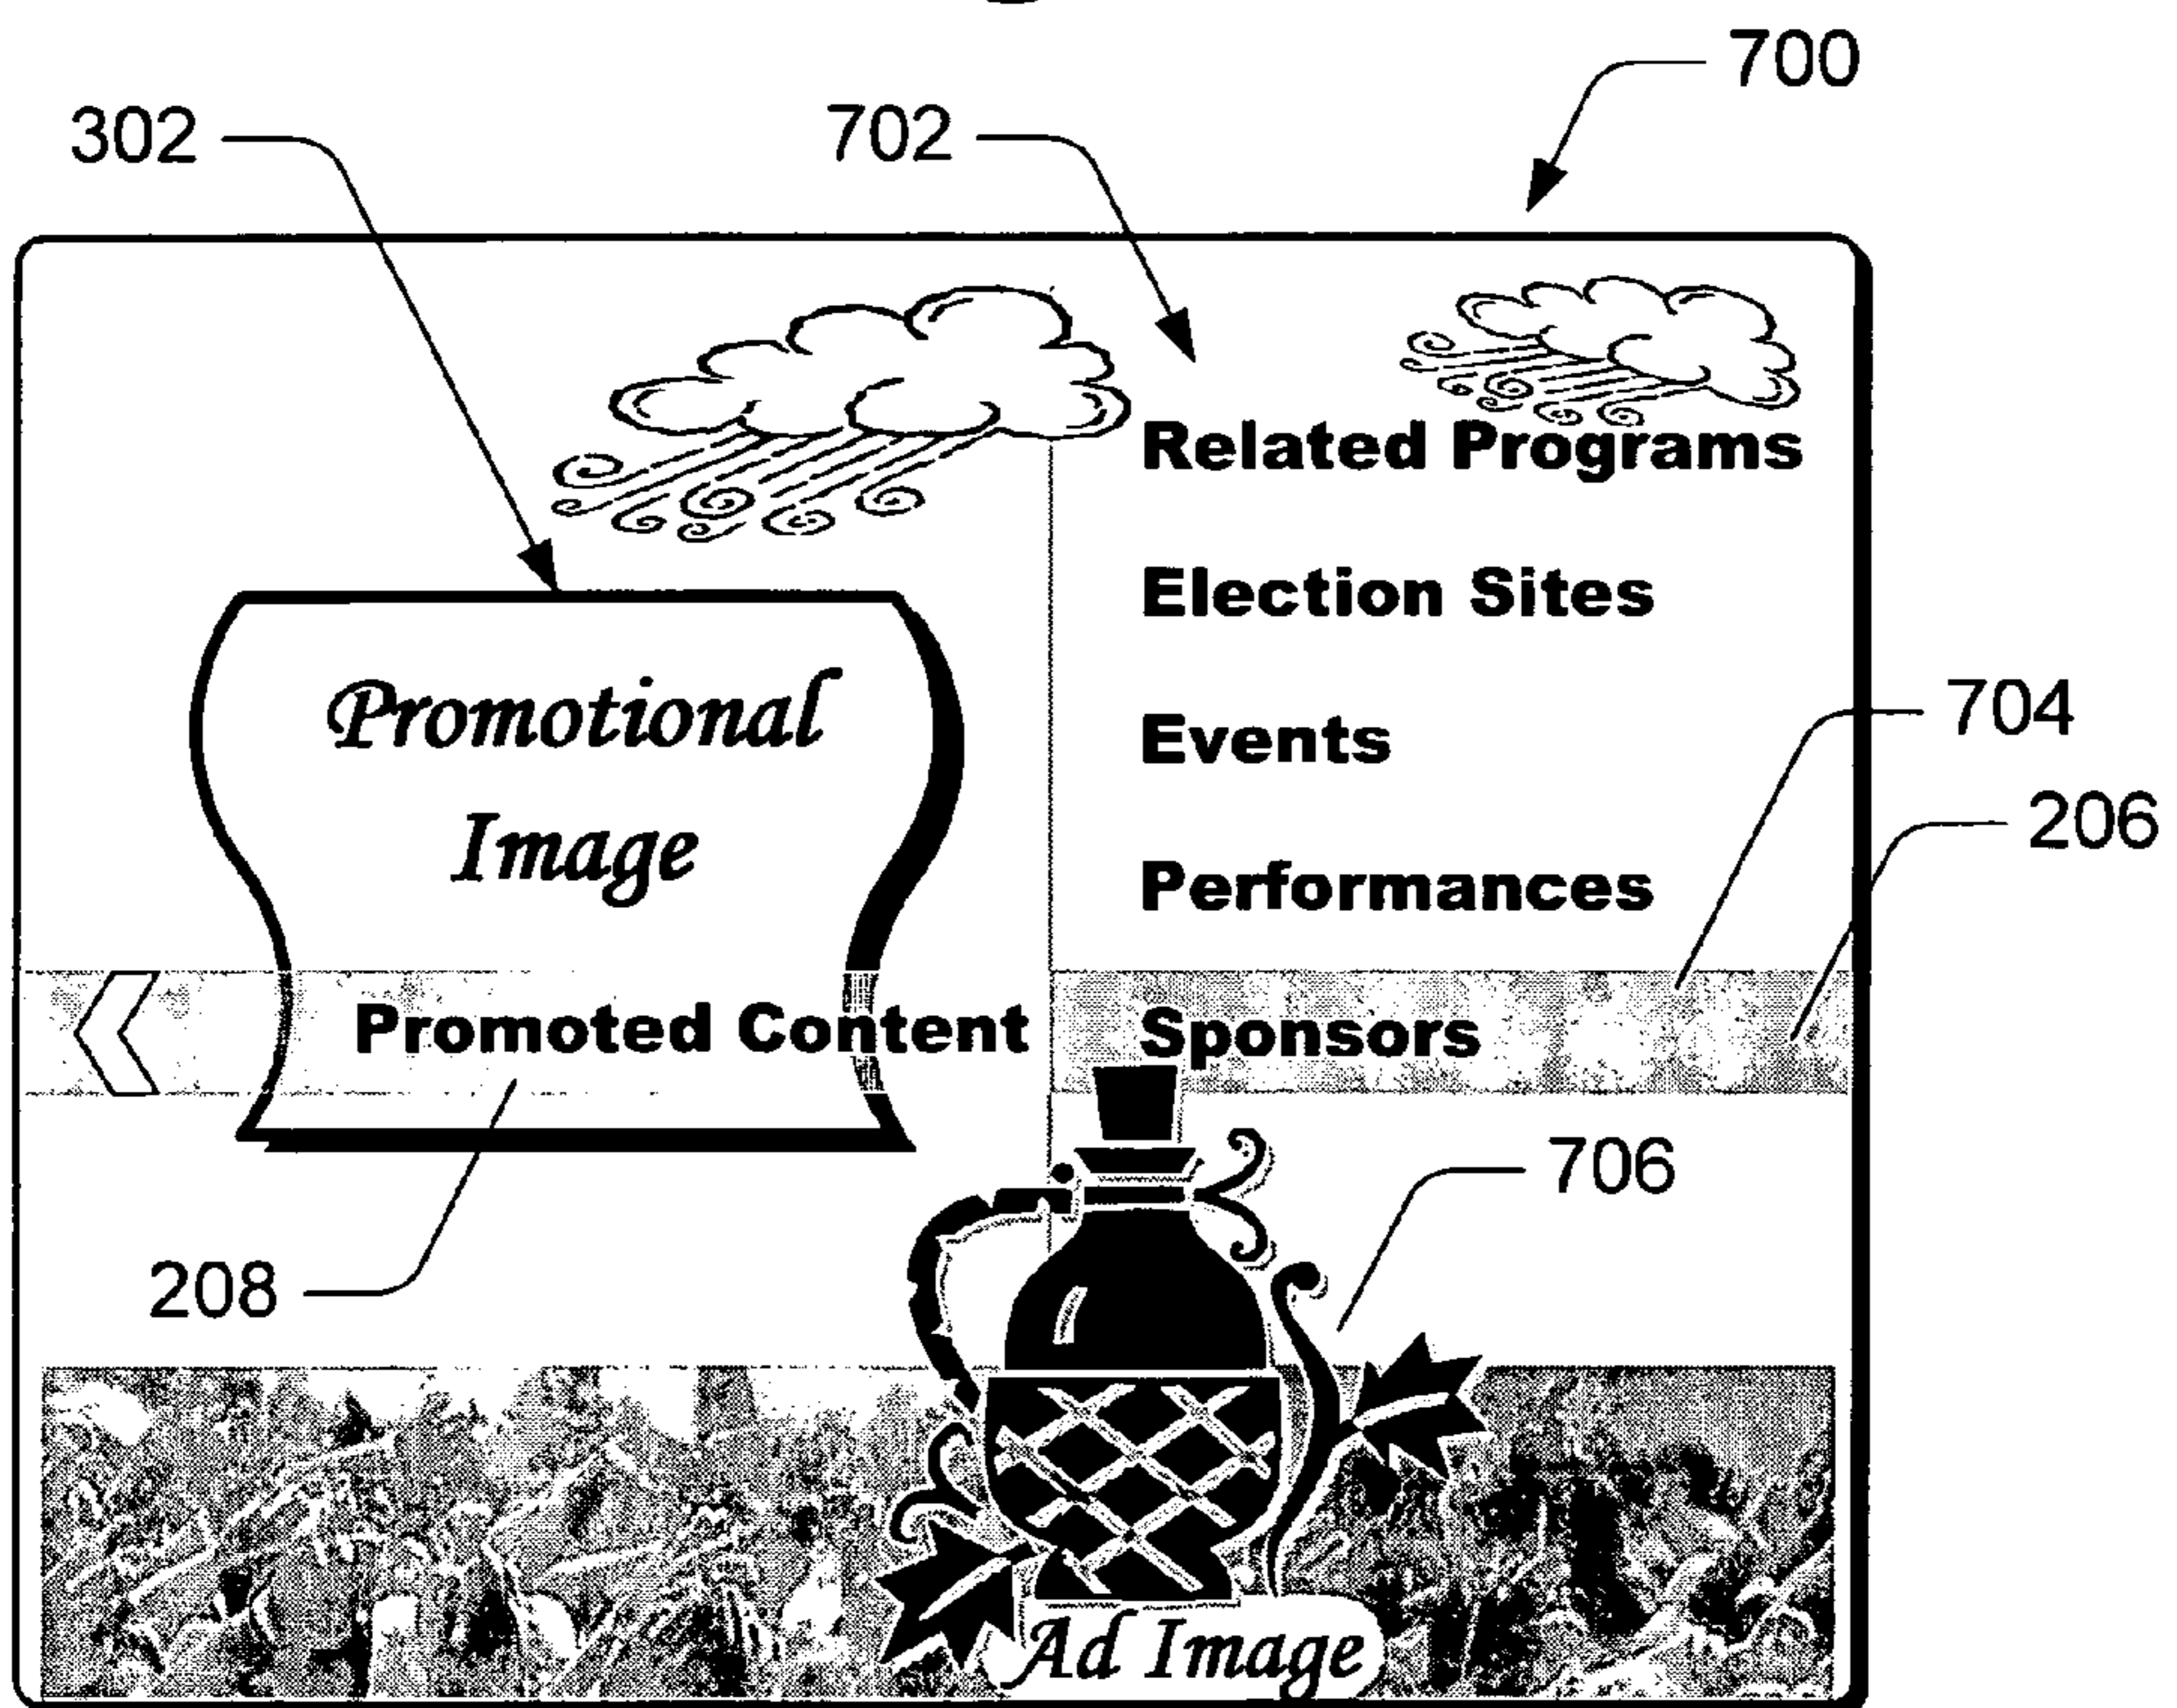 700
302
702
Related Programs
Election Sites
Promotional
Image
704
Events
206
Performances
Promoted Content
Sponsors
706
208
Ad Image